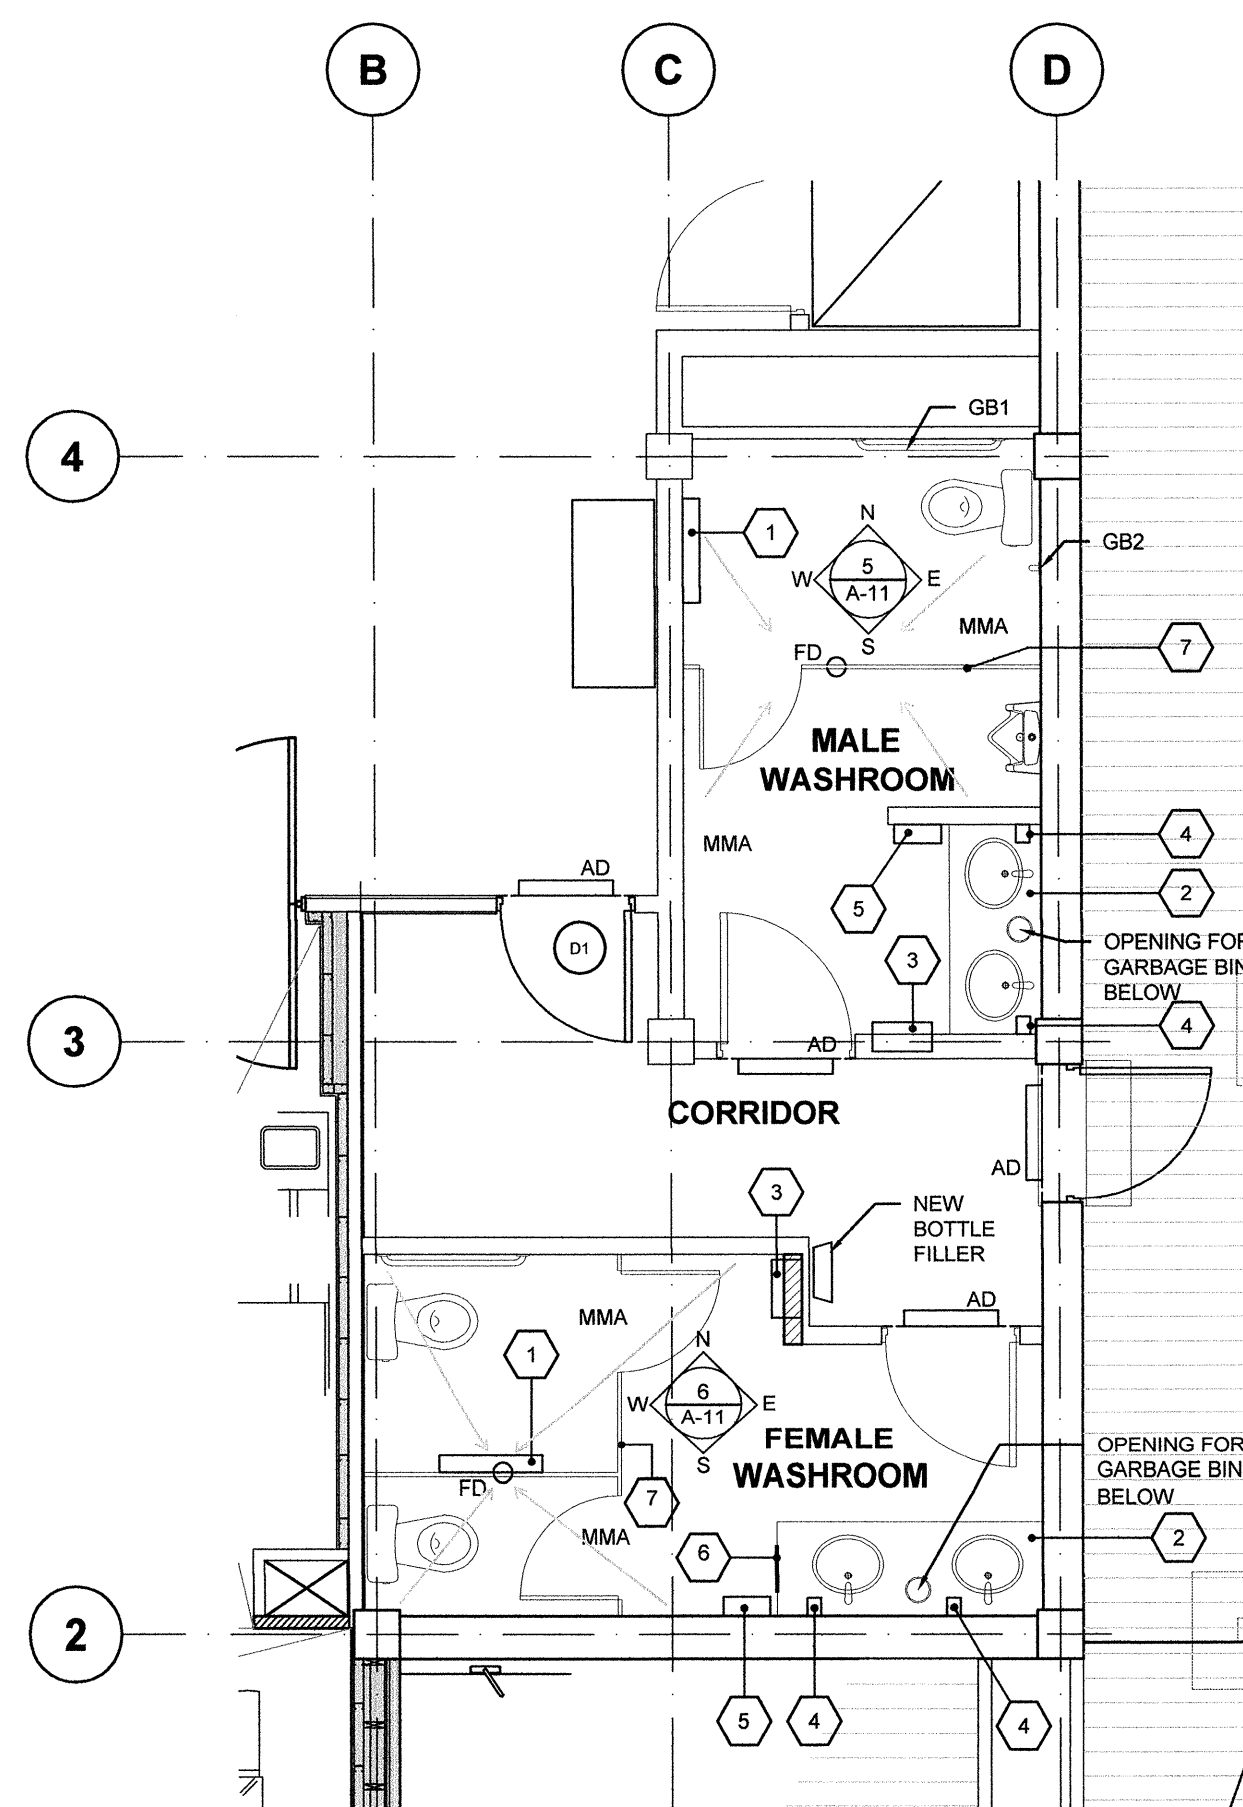 B
C
D
GB1
4
1
N
GB2
5
W
E
A-11
MMA
S
FD
7
MALE
WASHROOM
4
MMA
AD
2
5
D1
3
OPENING FOR
GARBAGE BIN
BELOW
4
3
AD
CORRIDOR
AD
3
NEW
BOTTLE
FILLER
AD
MMA
N
1
6
W
E
A-11
FEMALE
WASHROOM
S
OPENING FOR
GARBAGE BIN
BELOW
FD
7
MMA
6
2
2
5
4
4